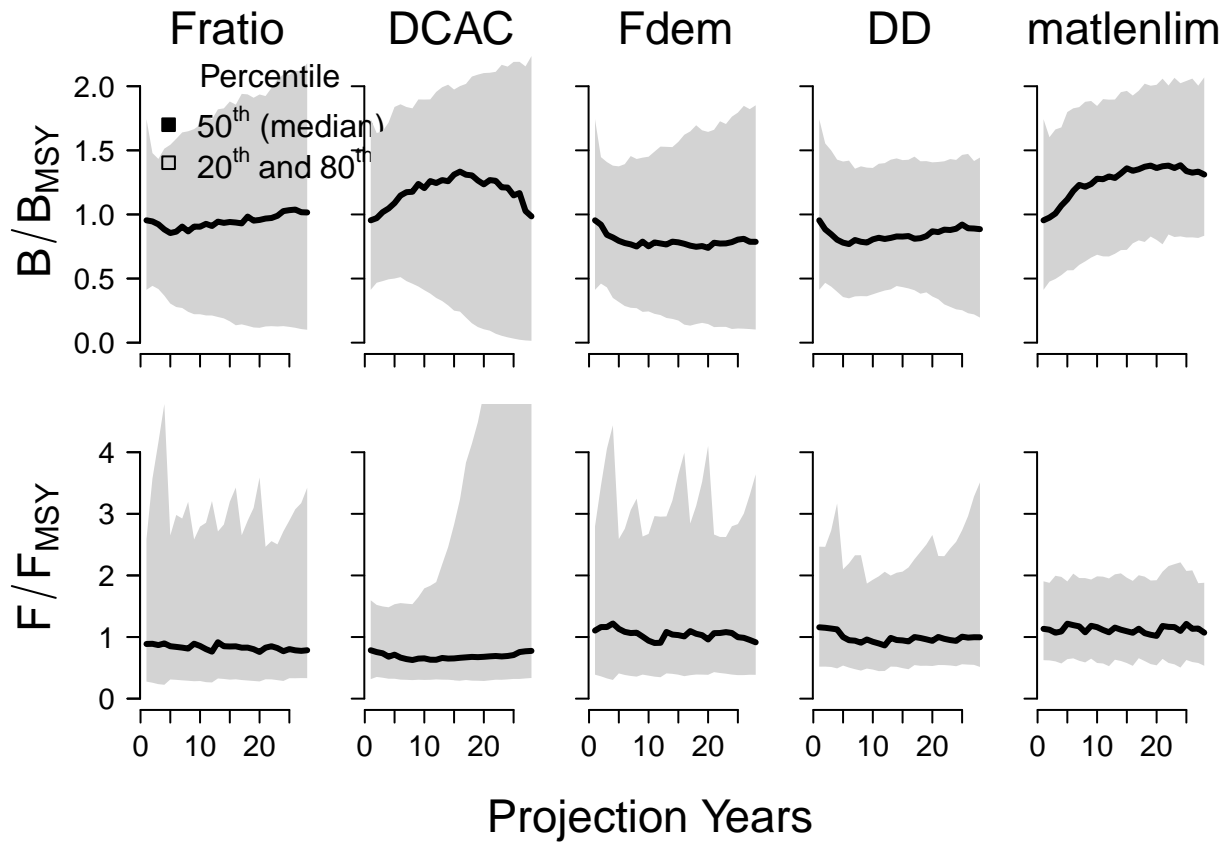 Fratio DCAC Fdem DD matlenlim
Percentile
50th (median)
20th and 80th
B/BMSY
2.0
1.5
1.0
0.5
0.0
F/FMSY
4
3
2
1
0
0 10 20 0 10 20 0 10 20 0 10 20 0 10 20
Projection Years